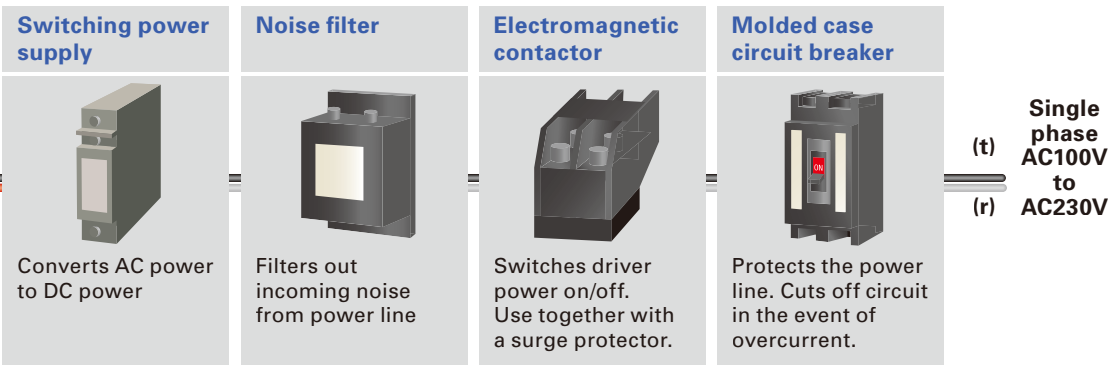 Switching power
supply
Noise filter
Electromagnetic
contactor
Molded case
circuit breaker
ON
Converts AC power
to DC power
Filters out
incoming noise
from power line
Switches driver
power on/off.
Use together with
a surge protector.
Protects the power
line. Cuts off circuit
in the event of
overcurrent.
(t)
(r)
Single
phase
AC100V
to
AC230V